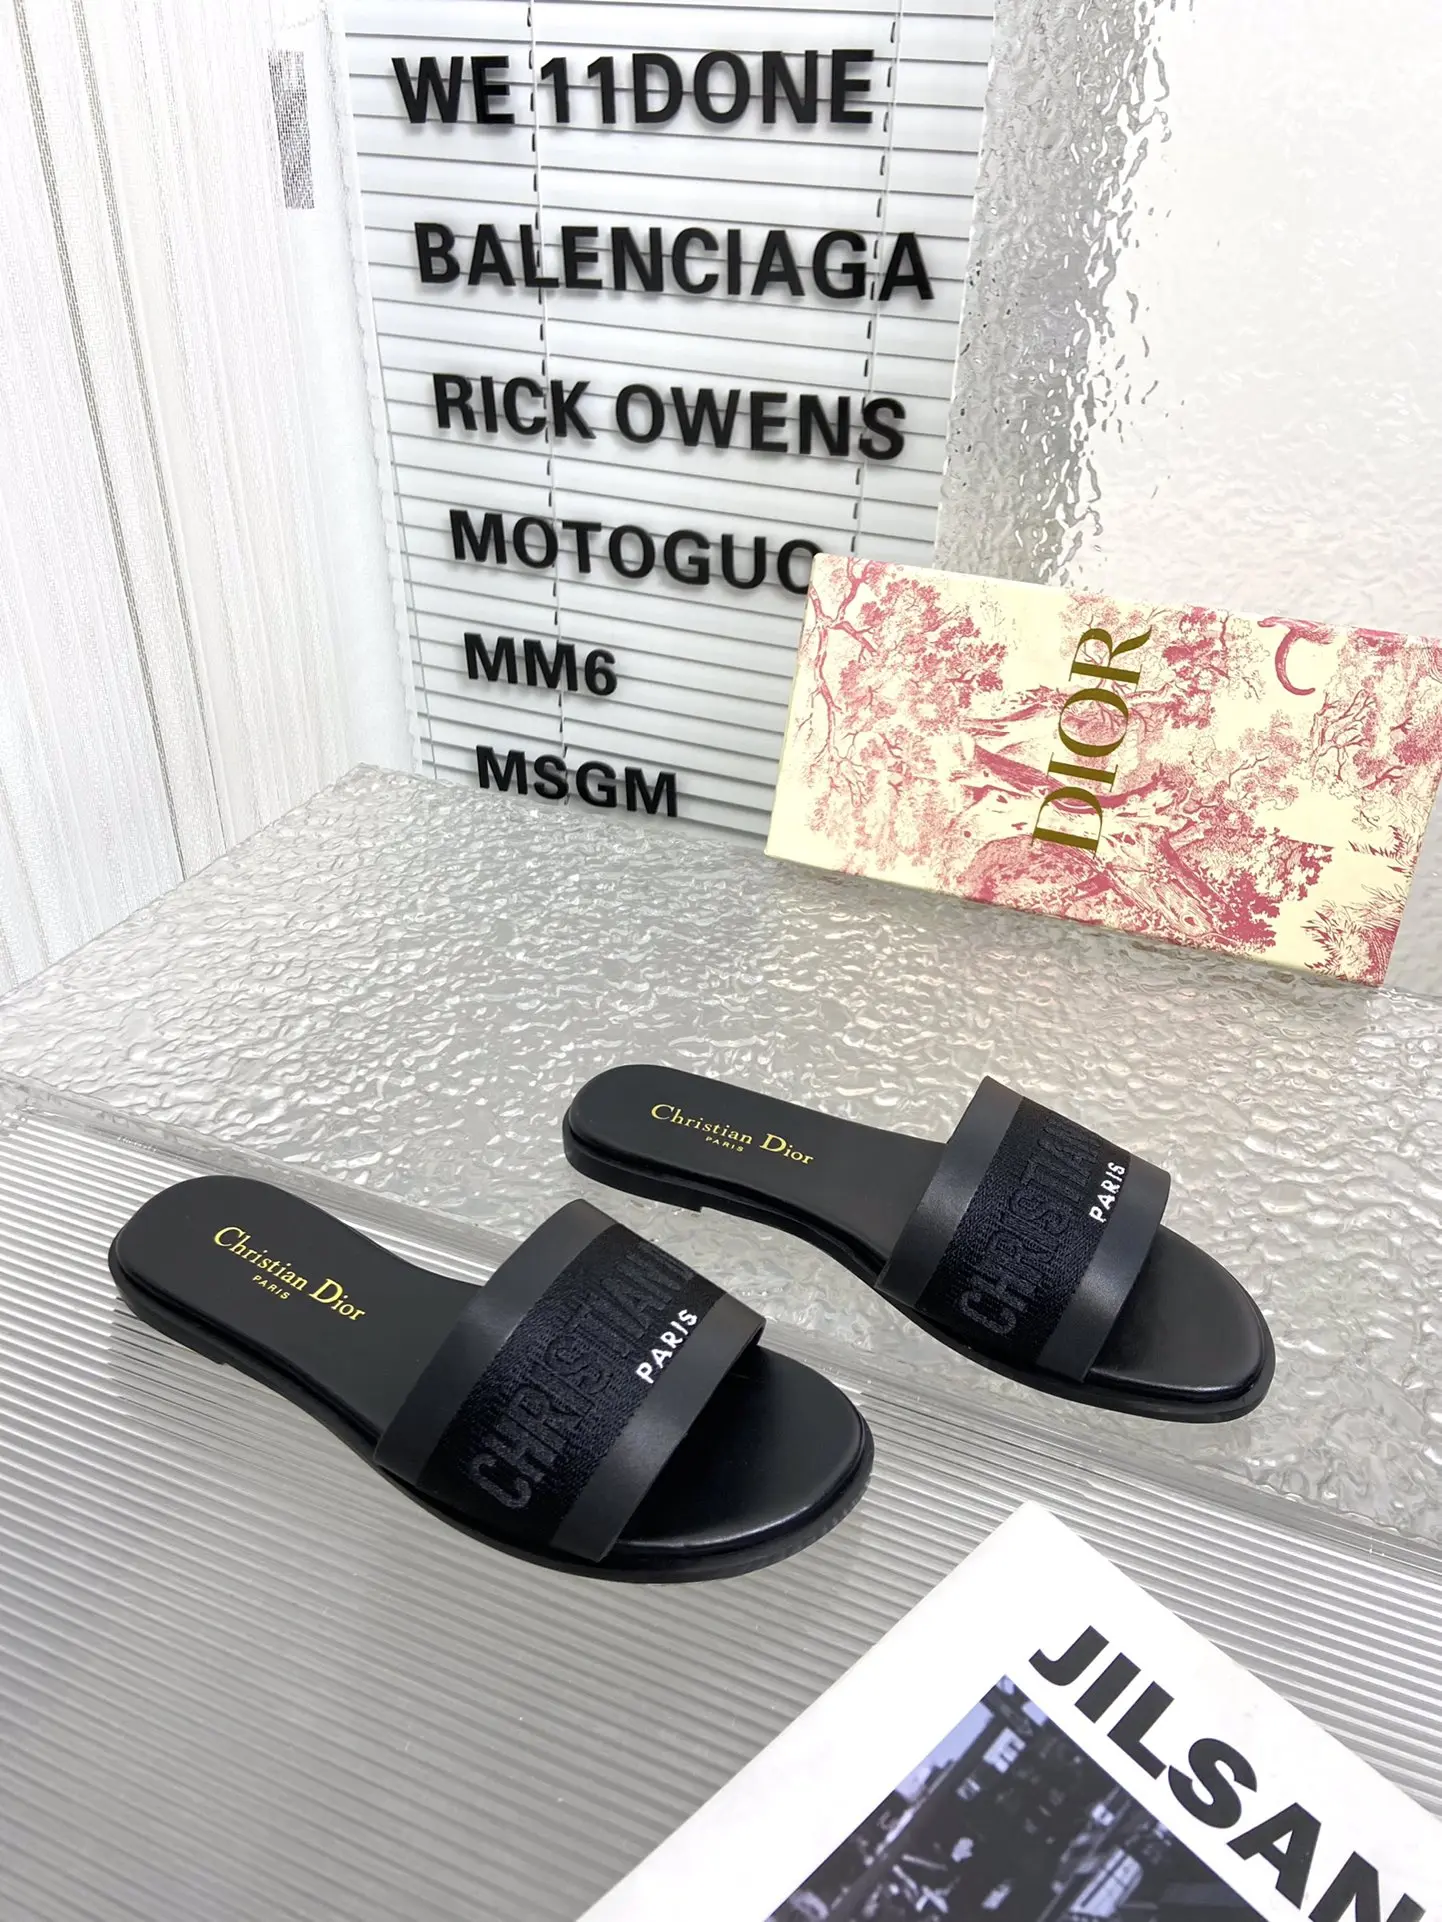 WE 11DONE
BALENCIAGA
RICK OWENS
MOTOGUO
MM6
MSGM
DIOR
Christian Dior
PARIS
CHRISTIAN
PARIS
Christian Dior
PARIS
CHRISTIAN
PARIS
JILSAN